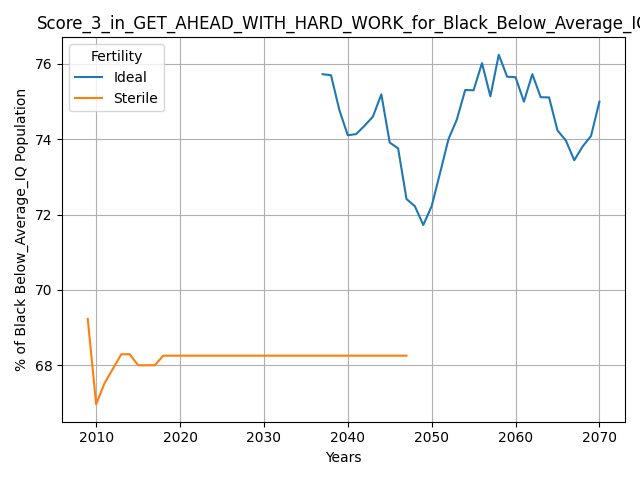 Score_3_in_GET_AHEAD_WITH_HARD_WORK_for_Black_Below_Average_IQ
Fertility
Ideal
Sterile
% of Black Below_Average_IQ Population
76
74
72
70
68
2010 2020 2030 2040 2050 2060 2070
Years